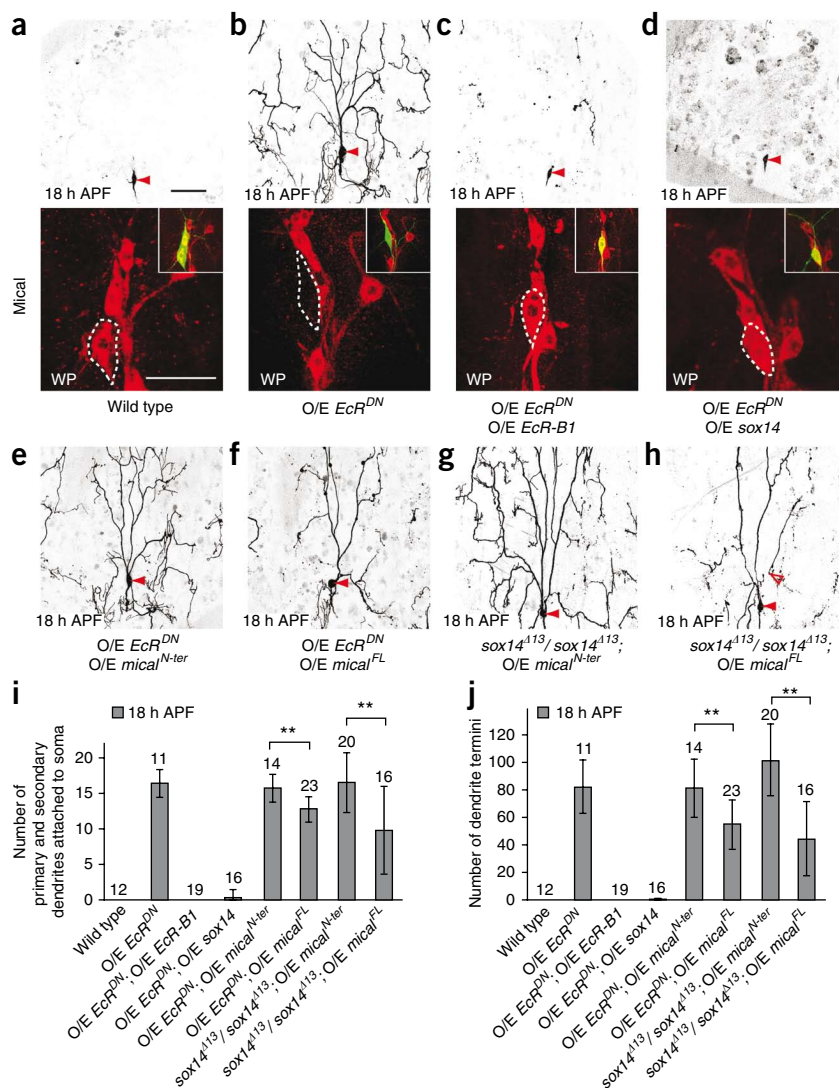 a
b
c
d
18 h APF
18 h APF
18 h APF
18 h APF
Mical
WP
WP
WP
WP
Wild type
O/E EcR^DN
O/E EcR^DN
O/E EcR-B1
O/E EcR^DN
O/E sox14
e
f
g
h
18 h APF
18 h APF
18 h APF
18 h APF
O/E EcR^DN
O/E mical^N-ter
O/E EcR^DN
O/E mical^FL
sox14^Δ13/ sox14^Δ13;
O/E mical^N-ter
sox14^Δ13/ sox14^Δ13;
O/E mical^FL
i
18 h APF
Number of
primary and secondary
dendrites attached to soma
20
15
10
5
0
12
11
19
16
14
23
20
16
**
**
Wild type
O/E EcR^DN
O/E EcR^DN; O/E EcR-B1
O/E EcR^DN; O/E sox14
O/E EcR^DN; O/E mical^N-ter
O/E EcR^DN; O/E mical^FL
sox14^Δ13/ sox14^Δ13; O/E mical^N-ter
sox14^Δ13/ sox14^Δ13; O/E mical^FL
j
18 h APF
Number of dendrite termini
120
100
80
60
40
20
0
12
11
19
16
14
23
20
16
**
**
Wild type
O/E EcR^DN
O/E EcR^DN; O/E EcR-B1
O/E EcR^DN; O/E sox14
O/E EcR^DN; O/E mical^N-ter
O/E EcR^DN; O/E mical^FL
sox14^Δ13/ sox14^Δ13; O/E mical^N-ter
sox14^Δ13/ sox14^Δ13; O/E mical^FL